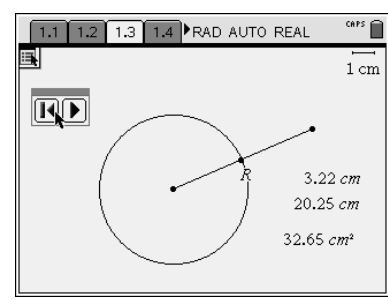 1.1 1.2 1.3 1.4 RAD AUTO REAL CAPS
1 cm
R
3.22 cm
20.25 cm
32.65 cm²